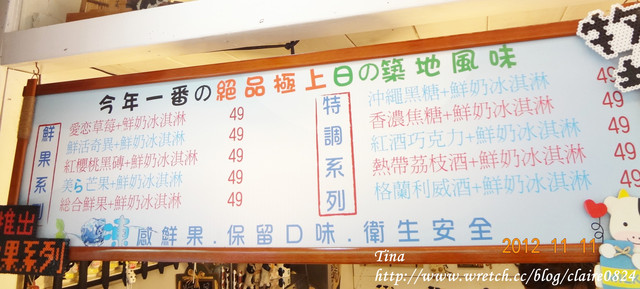 今年一番の絕品極上日の築地風味
鮮果系列
愛戀草莓+鮮奶冰淇淋 49
鮮活奇異+鮮奶冰淇淋 49
紅櫻桃黑磚+鮮奶冰淇淋 49
美ら芒果+鮮奶冰淇淋 49
總合鮮果+鮮奶冰淇淋 49
特調系列
沖繩黑糖+鮮奶冰淇淋 49
香濃焦糖+鮮奶冰淇淋 49
紅酒巧克力+鮮奶冰淇淋 49
熱帶荔枝酒+鮮奶冰淇淋 49
格蘭利威酒+鮮奶冰淇淋
凍感鮮果.保留口味.衛生安全
推出
果系列
2012-11-11
Tina
http://www.wretch.cc/blog/claire0824